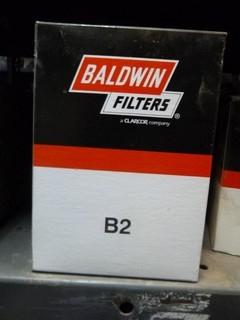 BALDWIN
FILTERS®
a CLARCOR company
B2